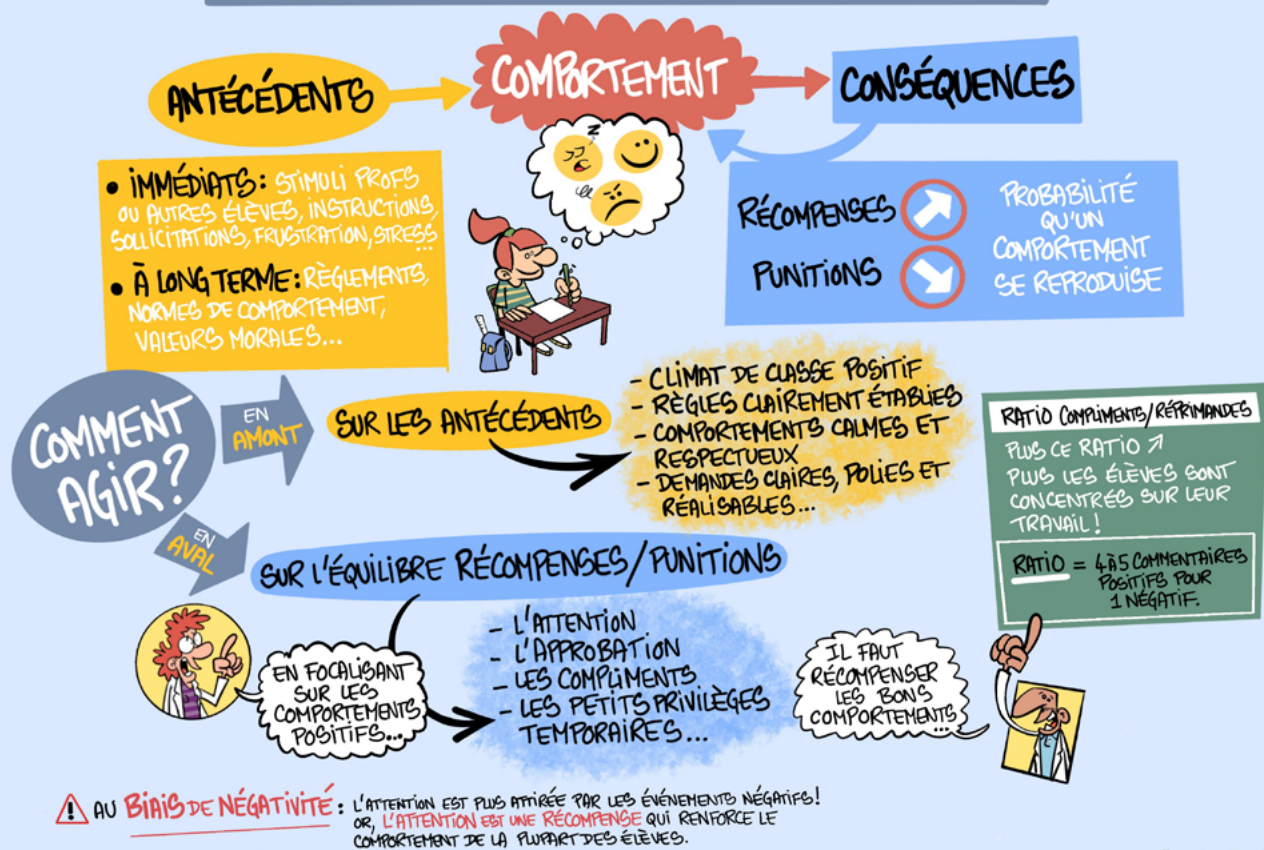 ANTÉCÉDENTS
COMPORTEMENT
CONSÉQUENCES
• IMMÉDIATS: STIMULI PROFS
OU AUTRES ÉLÈVES, INSTRUCTIONS,
SOLLICITATIONS, FRUSTRATION, STRESS
...
• À LONG TERME: RÈGLEMENTS,
NORMES DE COMPORTEMENT,
VALEURS MORALES...
Z
RÉCOMPENSES
PUNITIONS
PROBABILITÉ
QU'UN
COMPORTEMENT
SE REPRODUISE
COMMENT
AGIR?
EN
AMONT
SUR LES ANTÉCÉDENTS
- CLIMAT DE CLASSE POSITIF
- RÈGLES CLAIREMENT ÉTABLIES
- COMPORTEMENTS CALMES ET
RESPECTUEUX
- DEMANDES CLAIRES, POLIES ET
RÉALISABLES...
RATIO COMPLIMENTS/RÉPRIMANDES
PLUS CE RATIO ↗
PLUS LES ÉLÈVES SONT
CONCENTRÉS SUR LEUR
TRAVAIL!
RATIO = 4 À 5 COMMENTAIRES
POSITIFS POUR
1 NÉGATIF.
EN
AVAL
SUR L'ÉQUILIBRE RÉCOMPENSES/PUNITIONS
EN FOCALISANT
SUR LES
COMPORTEMENTS
POSITIFS...
- L'ATTENTION
- L'APPROBATION
- LES COMPLIMENTS
- LES PETITS PRIVILÈGES
TEMPORAIRES...
IL FAUT
RÉCOMPENSER
LES BONS
COMPORTEMENTS
...
⚠ AU BIAIS DE NÉGATIVITÉ: L'ATTENTION EST PLUS ATTIRÉE PAR LES ÉVÉNEMENTS NÉGATIFS!
OR, L'ATTENTION EST UNE RÉCOMPENSE QUI RENFORCE LE
COMPORTEMENT DE LA PLUPART DES ÉLÈVES.